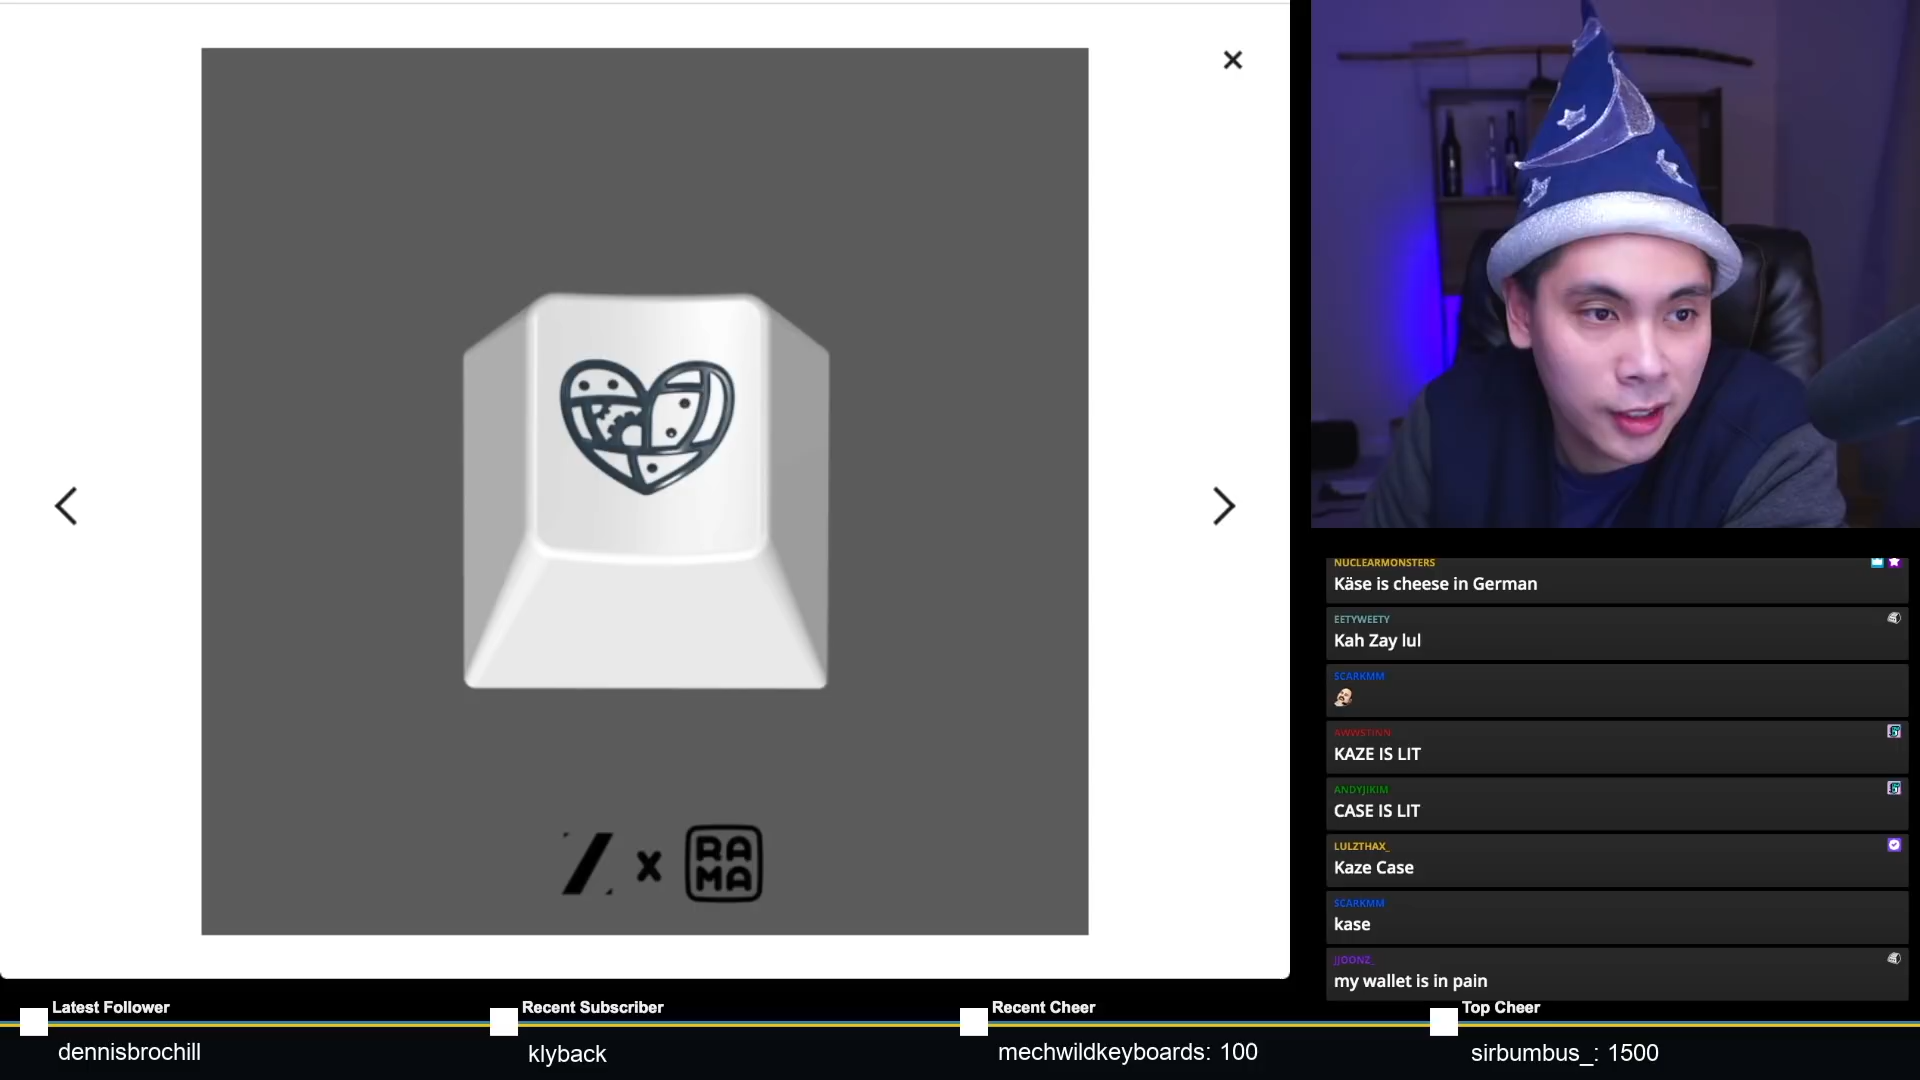 x
RA
MA
NUCLEARMONSTERS
Käse is cheese in German
EETYWEETY
Kah Zay lul
SCARKMM
AWWSTINN
KAZE IS LIT
ANDYJIKIM
CASE IS LIT
LULZTHAX_
Kaze Case
SCARKMM
kase
JJOONZ_
my wallet is in pain
Latest Follower
dennisbrochill
Recent Subscriber
klyback
Recent Cheer
mechwildkeyboards: 100
Top Cheer
sirbumbus_: 1500